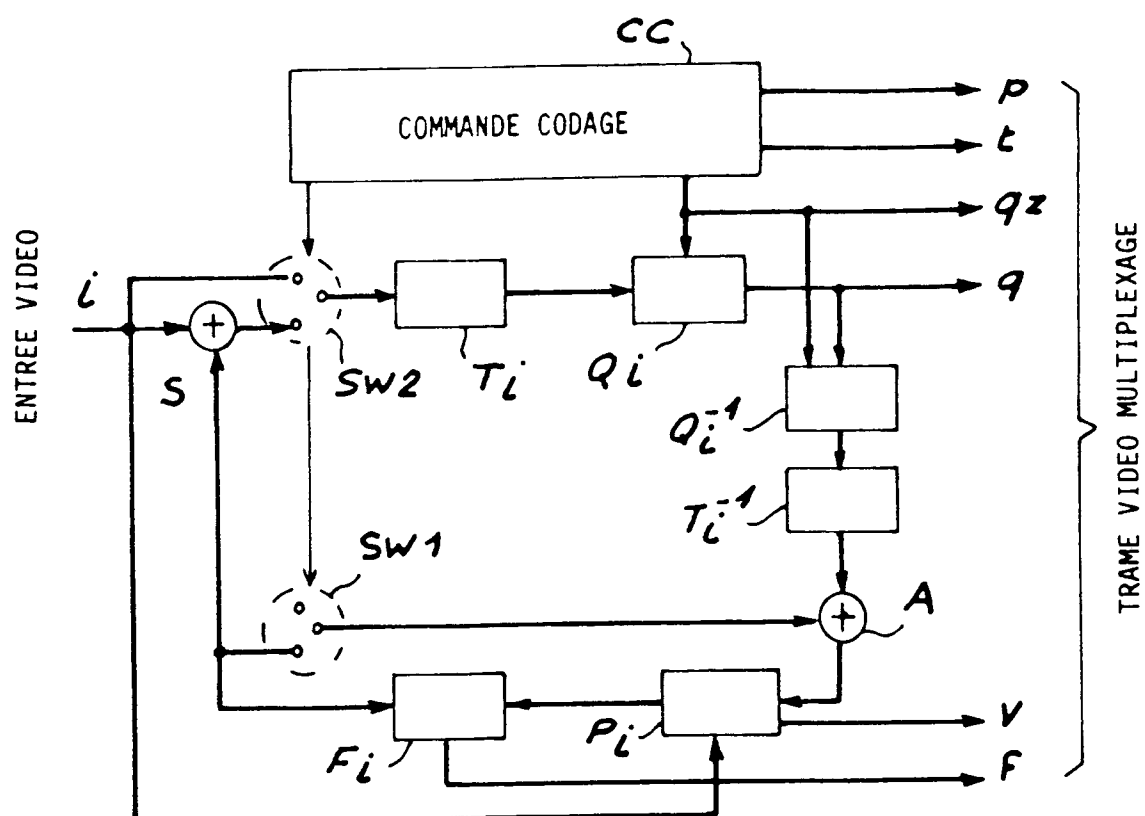 CC
COMMANDE CODAGE
p
t
qz
q
ENTREE VIDEO
i
S
SW2
Ti
Qi
Qi⁻¹
Ti⁻¹
SW1
A
Fi
Pi
V
F
TRAME VIDEO MULTIPLEXAGE